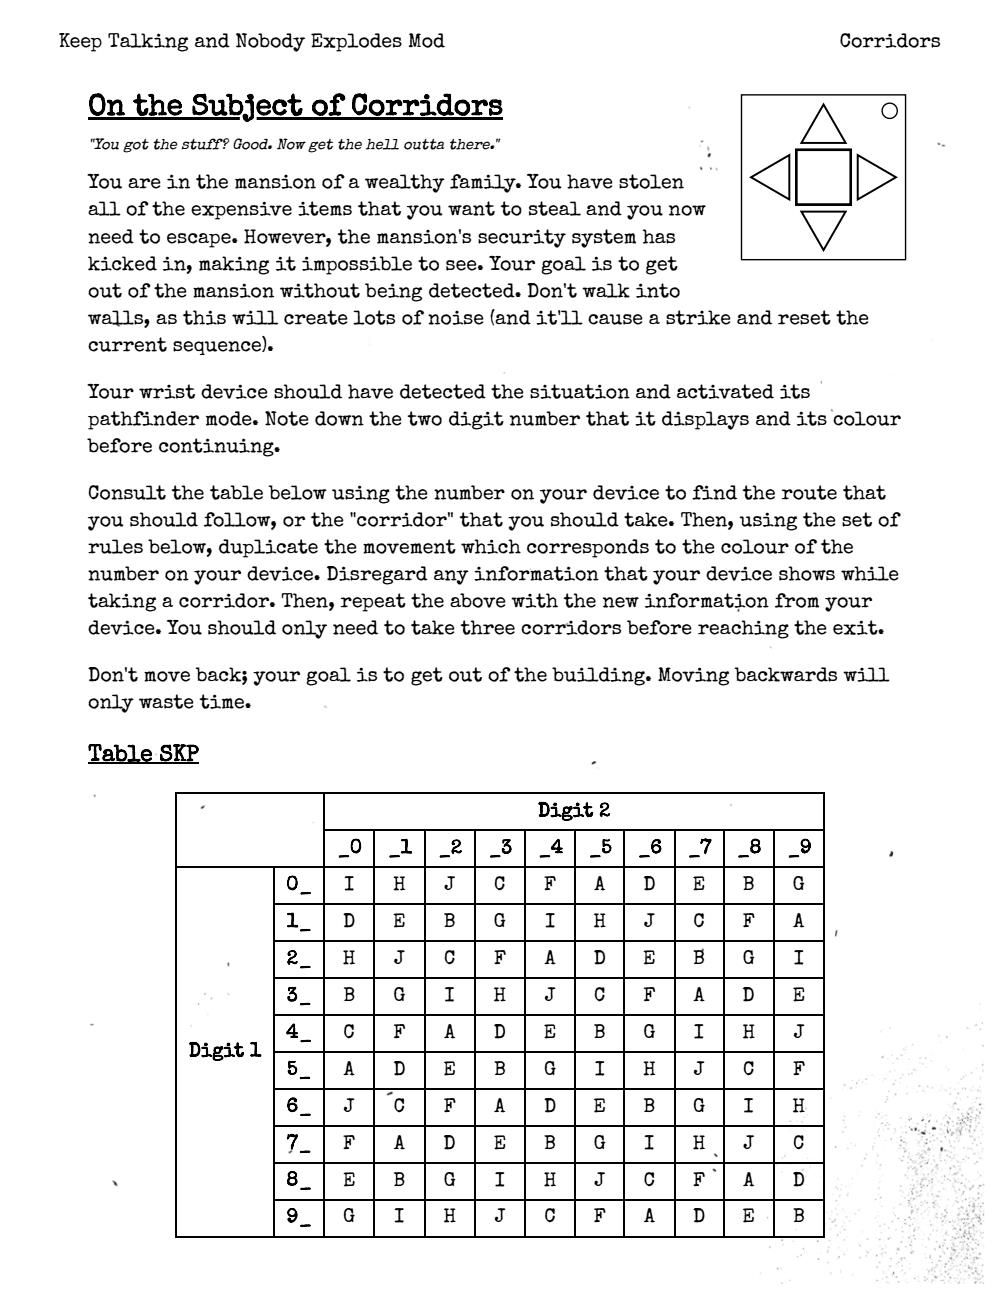 Keep Talking and Nobody Explodes Mod
Corridors
On the Subject of Corridors
"You got the stuff? Good. Now get the hell outta there."
You are in the mansion of a wealthy family. You have stolen
all of the expensive items that you want to steal and you now
need to escape. However, the mansion's security system has
kicked in, making it impossible to see. Your goal is to get
out of the mansion without being detected. Don't walk into
walls, as this will create lots of noise (and it'll cause a strike and reset the
current sequence).
Your wrist device should have detected the situation and activated its
pathfinder mode. Note down the two digit number that it displays and its colour
before continuing.
Consult the table below using the number on your device to find the route that
you should follow, or the "corridor" that you should take. Then, using the set of
rules below, duplicate the movement which corresponds to the colour of the
number on your device. Disregard any information that your device shows while
taking a corridor. Then, repeat the above with the new information from your
device. You should only need to take three corridors before reaching the exit.
Don't move back; your goal is to get out of the building. Moving backwards will
only waste time.
Table SKP
Digit 2
_0 _1 _2 _3 _4 _5 _6 _7 _8 _9
0_ I H J C F A D E B G
1_ D E B G I H J C F A
2_ H J C F A D E B G I
3_ B G I H J C F A D E
4_ C F A D E B G I H J
Digit 1
5_ A D E B G I H J C F
6_ J C F A D E B G I H
7_ F A D E B G I H J C
8_ E B G I H J C F A D
9_ G I H J C F A D E B